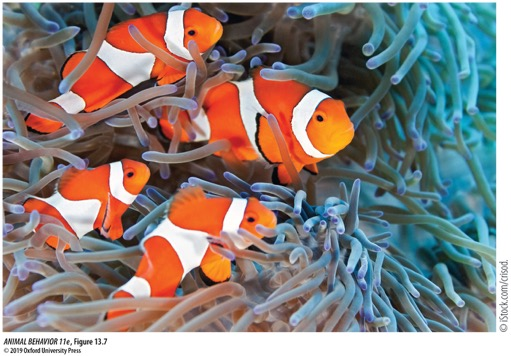 © iStock.com/crisod.
ANIMAL BEHAVIOR 11e, Figure 13.7
© 2019 Oxford University Press